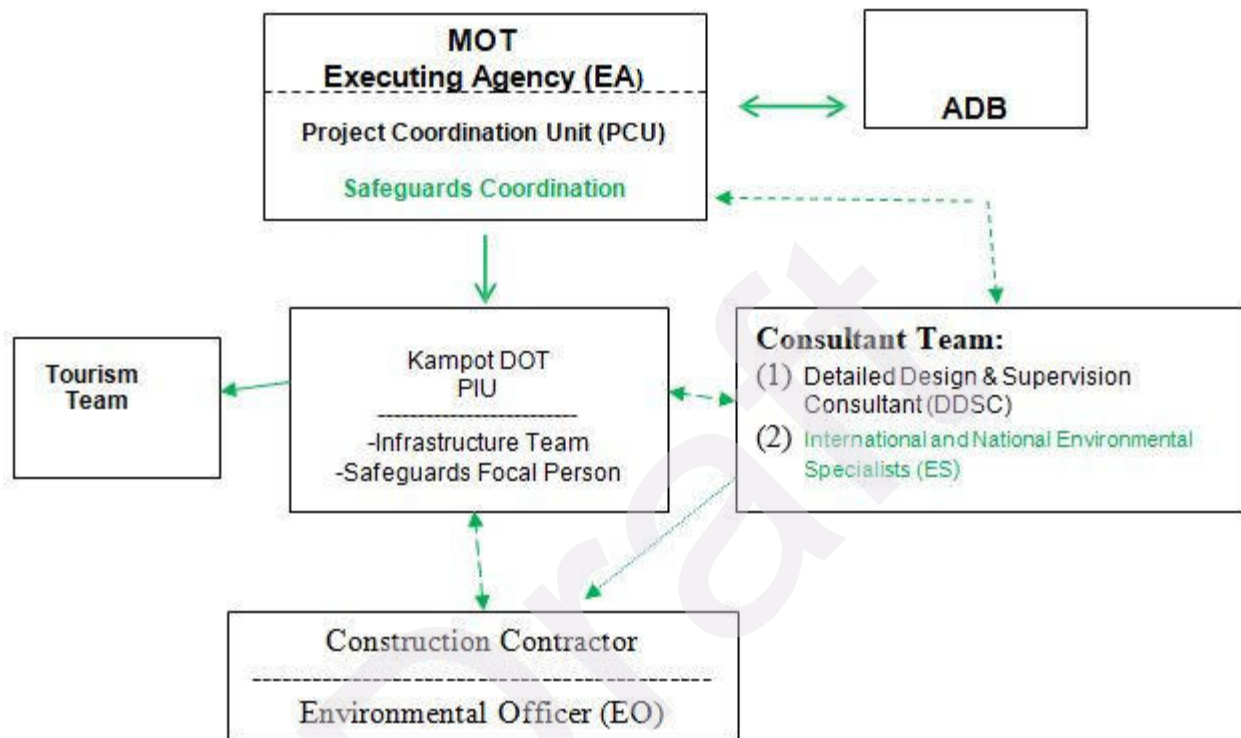 MOT
Executing Agency (EA)
Project Coordination Unit (PCU)
Safeguards Coordination
ADB
Tourism
Team
Kampot DOT
PIU
-Infrastructure Team
-Safeguards Focal Person
Consultant Team:
(1) Detailed Design & Supervision
Consultant (DDSC)
(2) International and National Environmental
Specialists (ES)
Construction Contractor
Environmental Officer (EO)
Draft